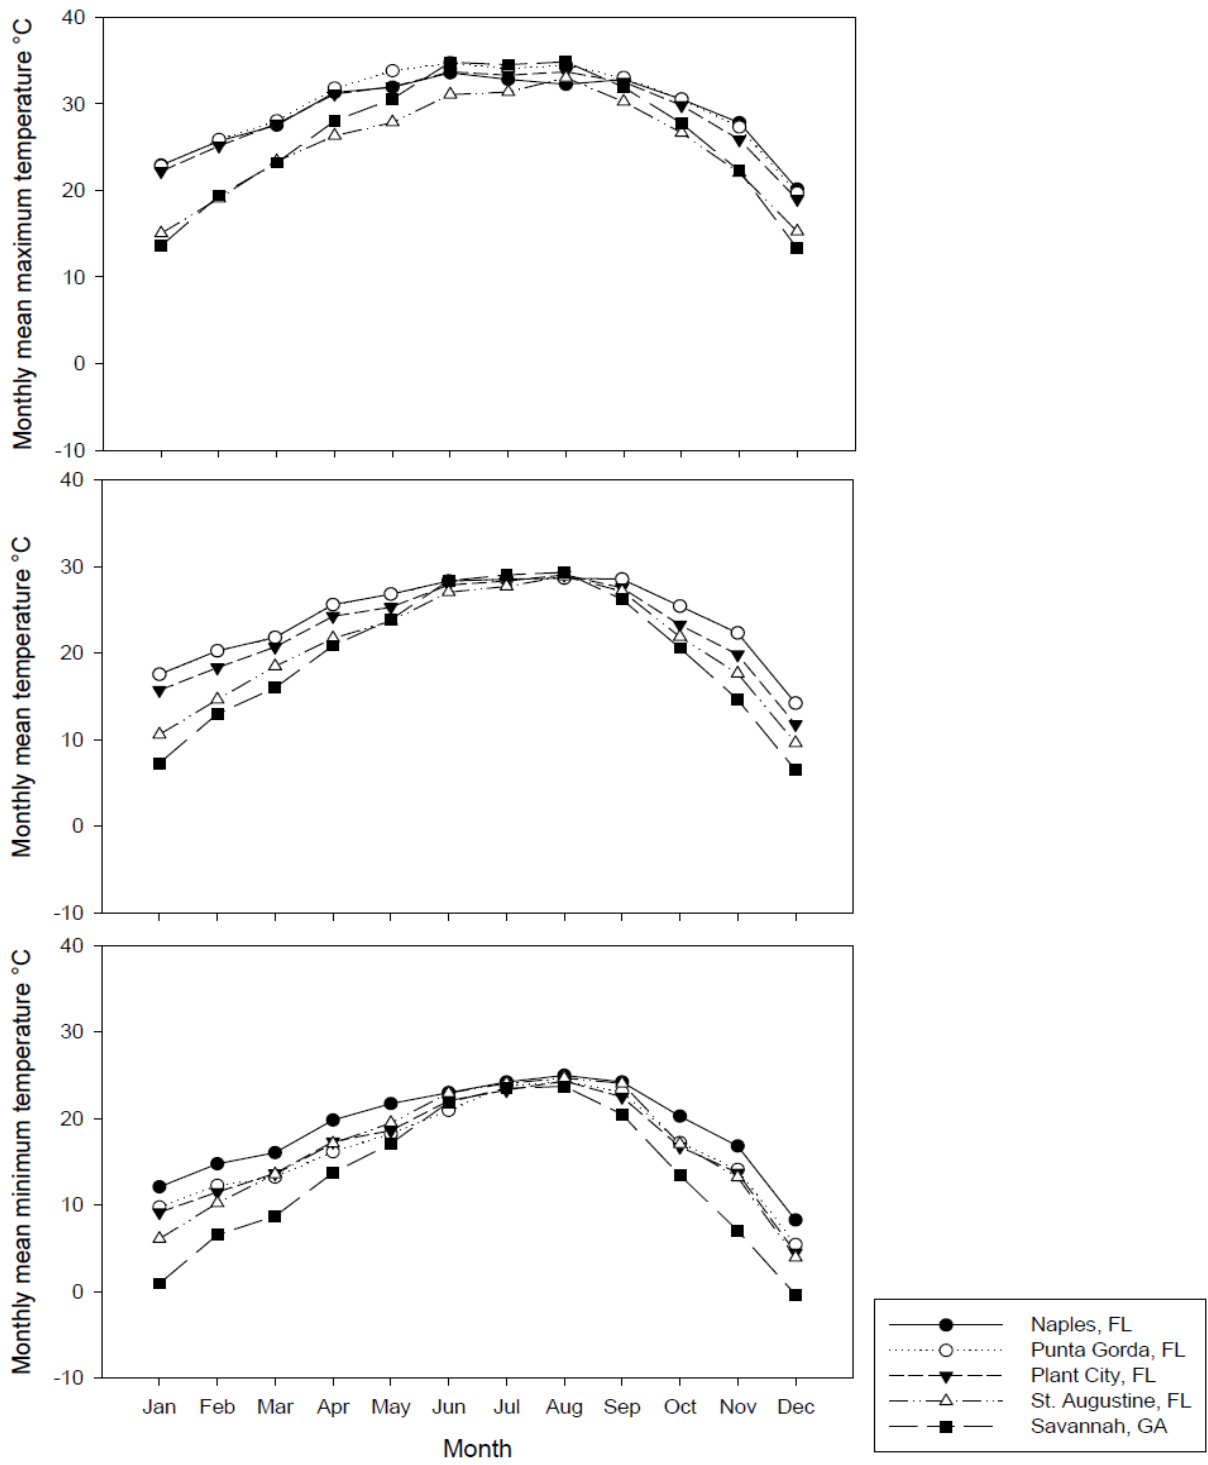 Monthly mean maximum temperature °C
40
30
20
10
0
-10
Monthly mean temperature °C
40
30
20
10
0
-10
Monthly mean minimum temperature °C
40
30
20
10
0
-10
Jan Feb Mar Apr May Jun Jul Aug Sep Oct Nov Dec
Month
Naples, FL
Punta Gorda, FL
Plant City, FL
St. Augustine, FL
Savannah, GA